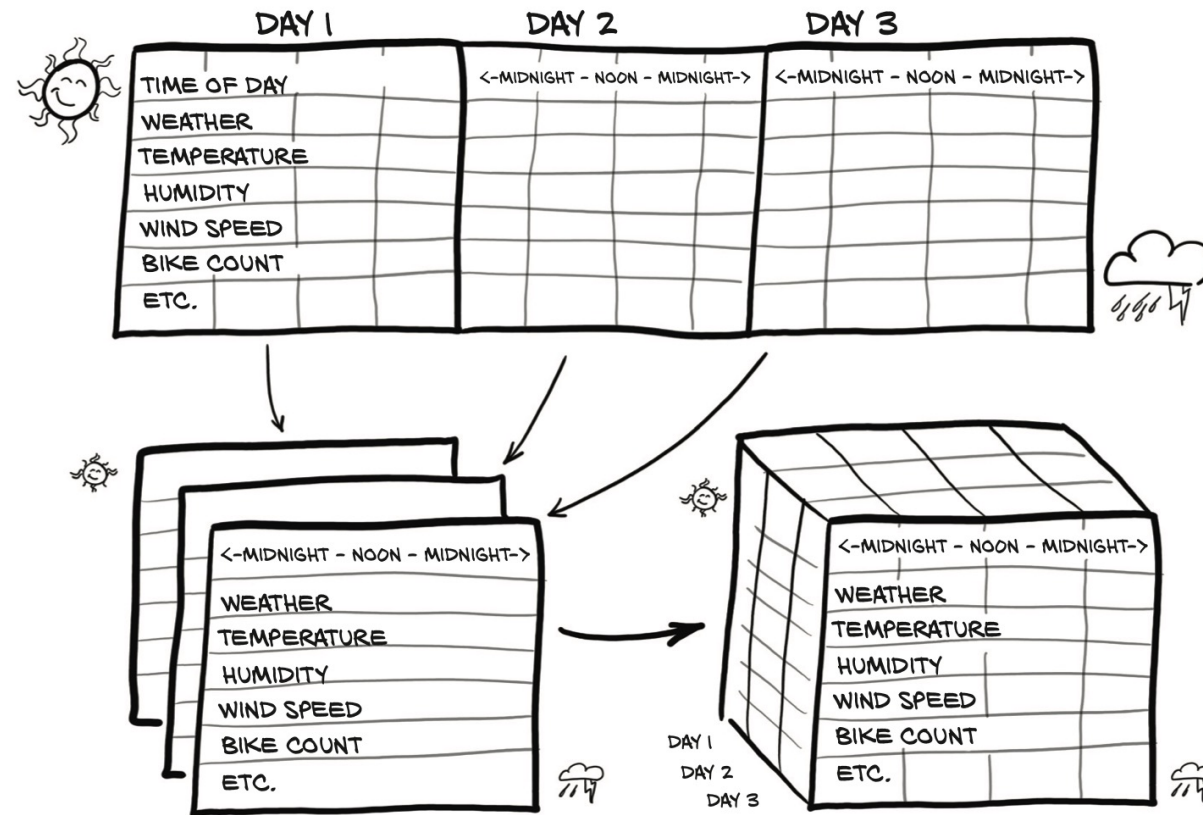 DAY 1 DAY 2 DAY 3
TIME OF DAY <-MIDNIGHT - NOON - MIDNIGHT-> <-MIDNIGHT - NOON - MIDNIGHT->
WEATHER
TEMPERATURE
HUMIDITY
WIND SPEED
BIKE COUNT
ETC.
<-MIDNIGHT - NOON - MIDNIGHT->
WEATHER
TEMPERATURE
HUMIDITY
WIND SPEED
BIKE COUNT
ETC.
<-MIDNIGHT - NOON - MIDNIGHT->
WEATHER
TEMPERATURE
HUMIDITY
WIND SPEED
BIKE COUNT
ETC.
DAY 1
DAY 2
DAY 3